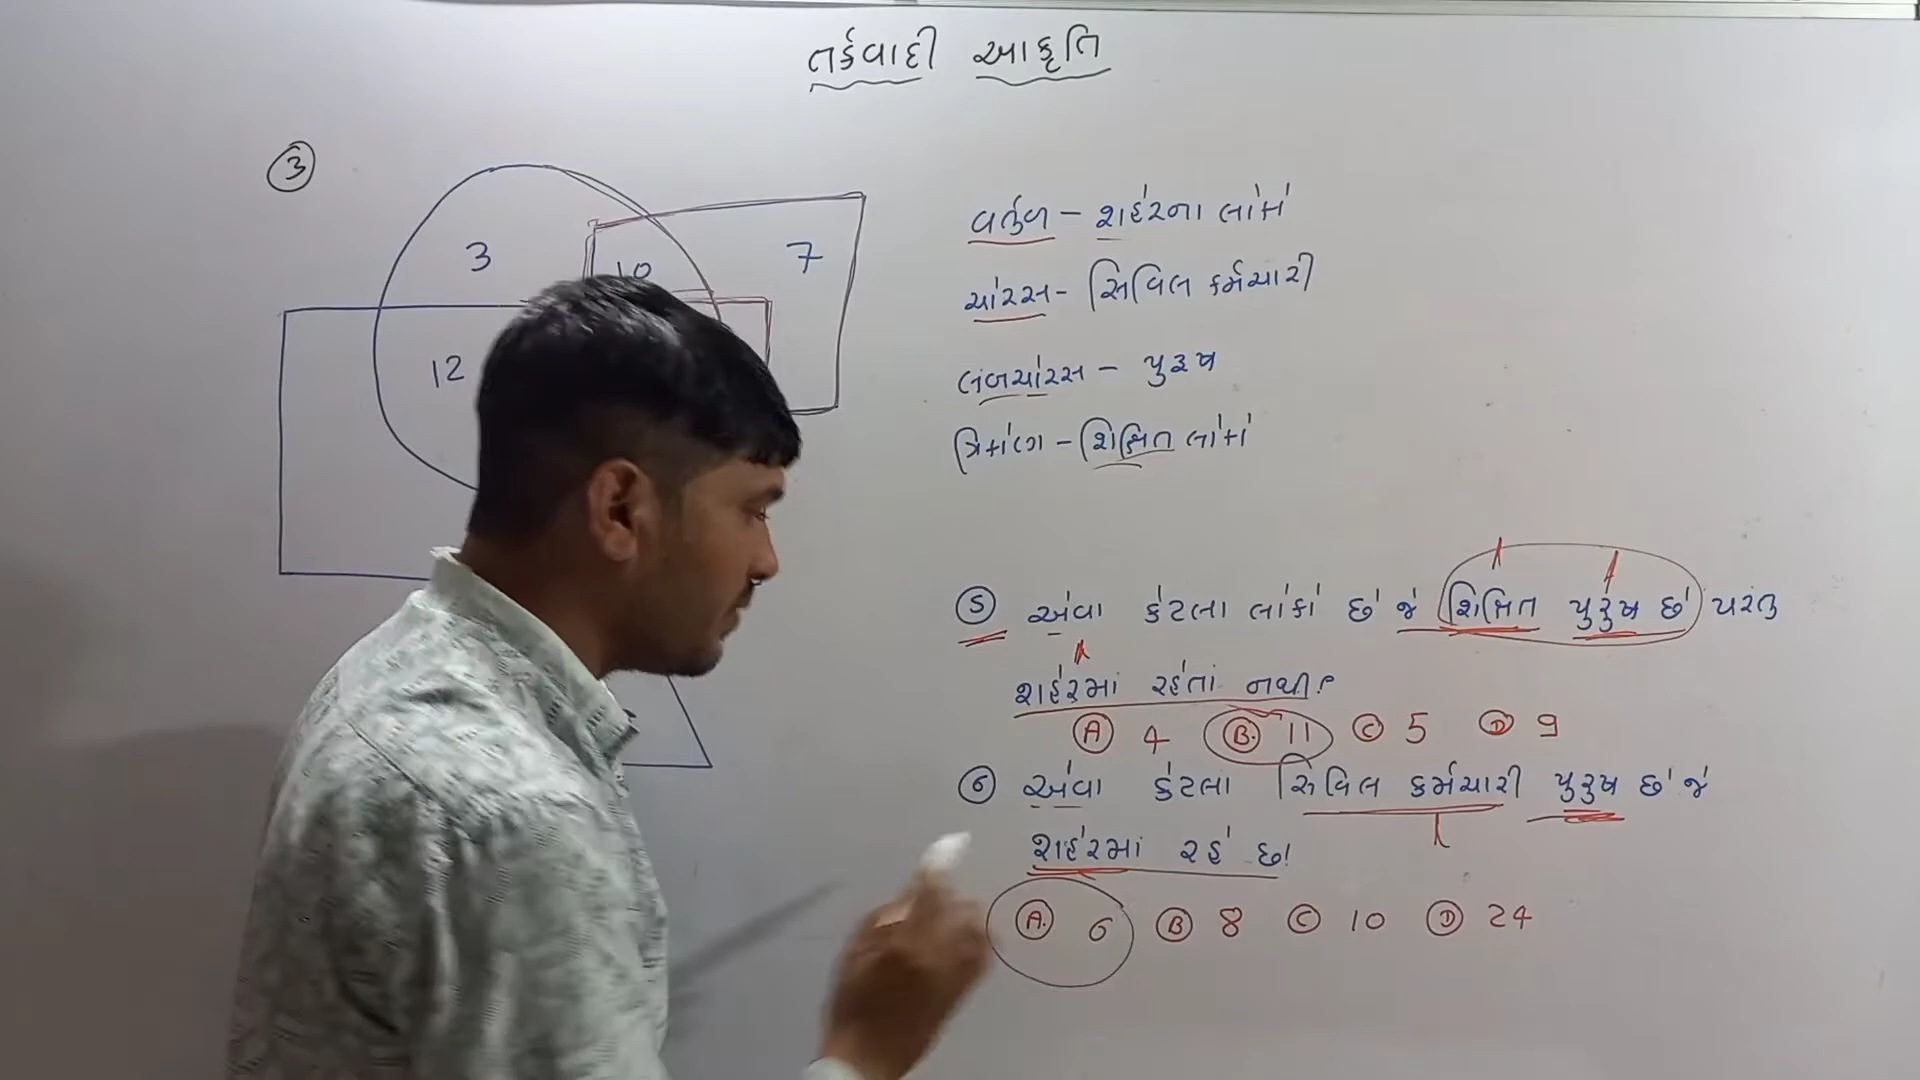 તર્કવાદી આકૃતિ
③
3
10
7
12
વર્તુળ - શહેરના લોકો
ચોરસ - સિવિલ કર્મચારી
લંબચોરસ - પુરૂષ
ત્રિકોણ - શિક્ષિત લોકો
⑤ એવા કેટલા લોકો છે જે શિક્ષિત પુરુષ છે પરંતુ
શહેરમાં રહેતાં નથી?
Ⓐ 4 Ⓑ 11 Ⓒ 5 Ⓓ 9
⑥ એવા કેટલા સિવિલ કર્મચારી પુરુષ છે જે
શહેરમાં રહે છે!
Ⓐ 6 Ⓑ 8 Ⓒ 10 Ⓓ 24